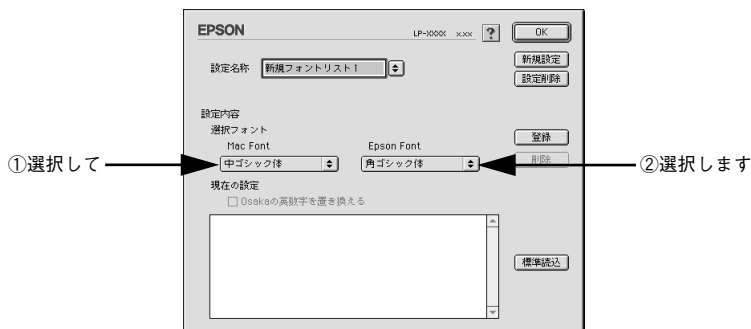 EPSON
LP-XXXX x.xx ? OK
設定名称 新規フォントリスト1
新規設定
設定削除
設定内容
選択フォント
Mac Font Epson Font
登録
①選択して 中ゴシック体 角ゴシック体 削除 ②選択します
現在の設定
Osakaの英数字を置き換える
標準読込